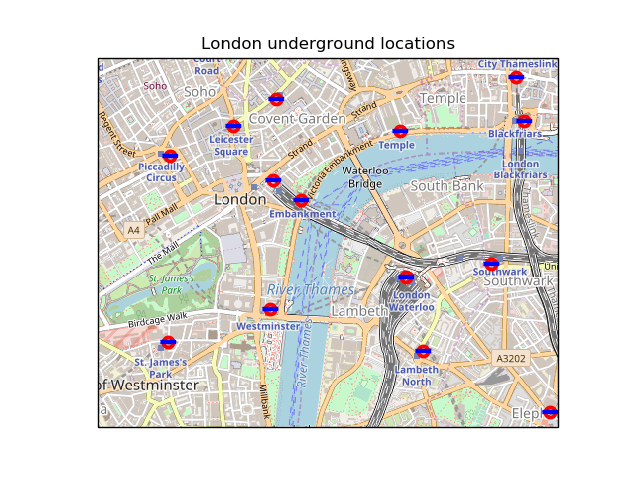 London underground locations
Court
Road
Soho
Soho
City Thameslink
Temple
Covent Garden
Strand
Regent Street
Leicester
Square
Strand
Temple
Blackfriars
Piccadilly
Circus
Victoria Embankment
Waterloo
Bridge
London
Blackfriars
South Bank
London
Pall Mall
Embankment
A4
The Mall
St. James's
Park
Southwark
Southwark
River Thames
London
Waterloo
Lambeth
Birdcage Walk
Westminster
River Thames
St. James's
Park
A3202
Lambeth
North
of Westminster
Millbank
Eleph